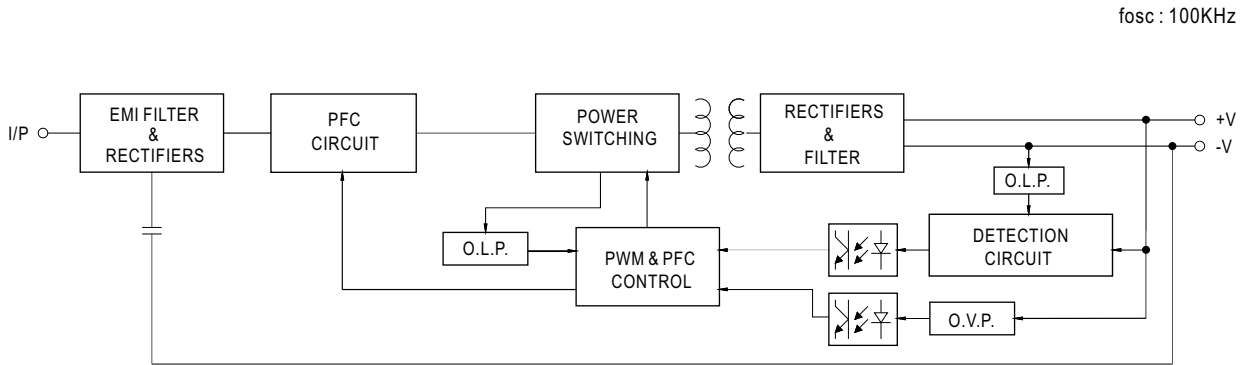 fosc : 100KHz
I/P
EMI FILTER
&
RECTIFIERS
PFC
CIRCUIT
POWER
SWITCHING
RECTIFIERS
&
FILTER
+V
-V
O.L.P.
O.L.P.
PWM & PFC
CONTROL
DETECTION
CIRCUIT
O.V.P.